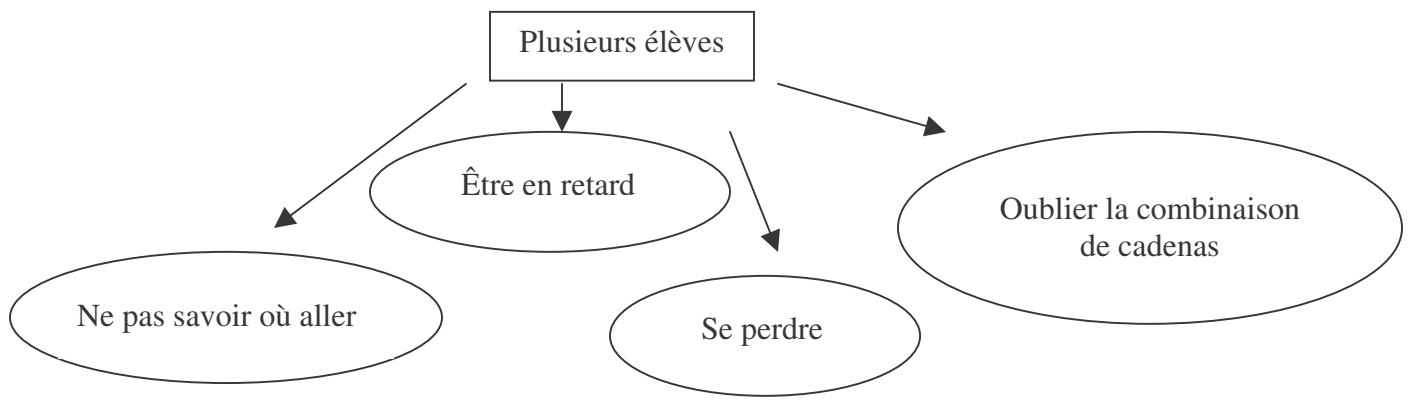 Plusieurs élèves
Être en retard
Oublier la combinaison
de cadenas
Ne pas savoir où aller
Se perdre